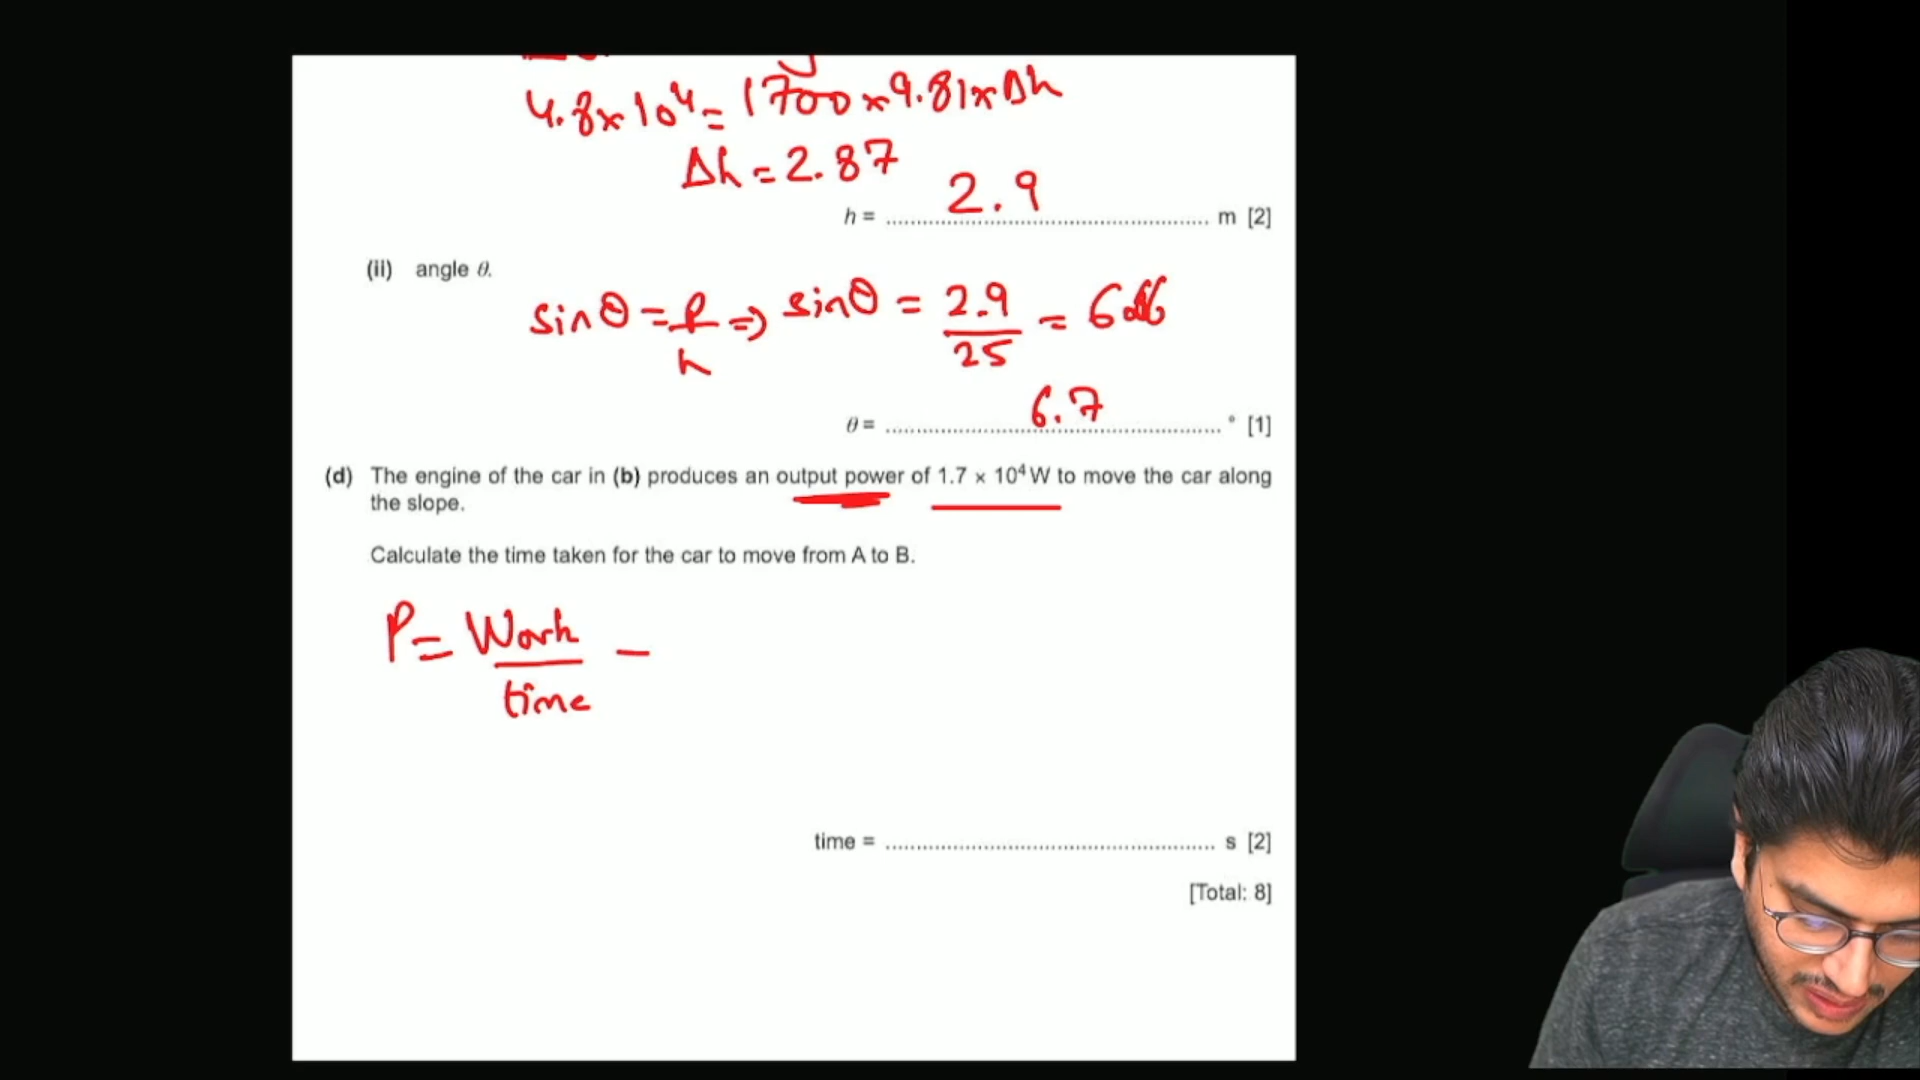 4.8×10⁴ = 1700×9.81×Δh
Δh = 2.87
h = 2.9 m [2]
(ii) angle θ.
sinθ = P/h ⇒ sinθ = 2.9/25 =
θ = 6.7 ° [1]
(d) The engine of the car in (b) produces an output power of 1.7 × 10⁴ W to move the car along
the slope.
Calculate the time taken for the car to move from A to B.
P = Work/time
time = ........ s [2]
[Total: 8]